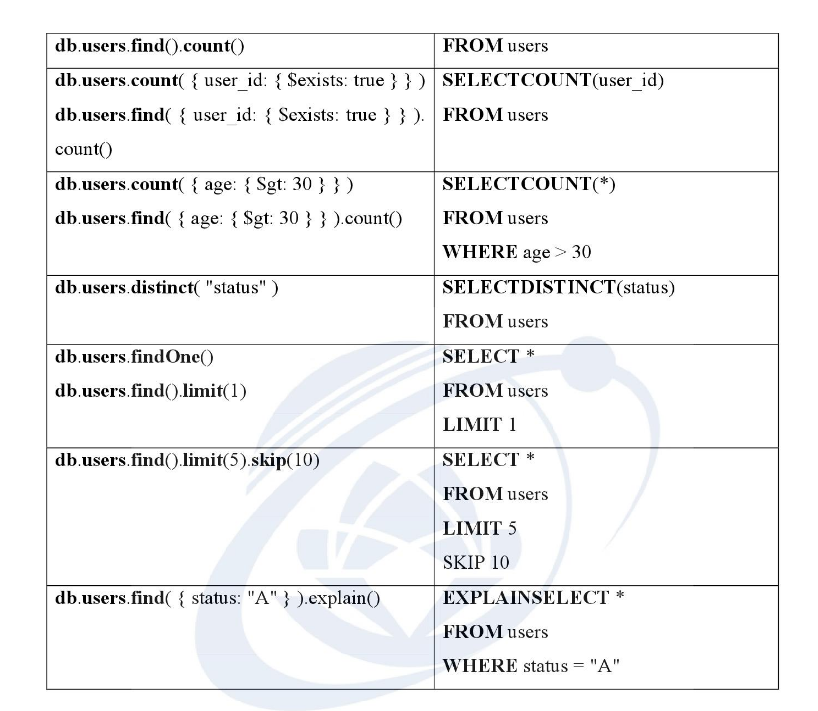 db.users.find().count()
FROM users
db.users.count( { user_id: { $exists: true } } )
db.users.find( { user_id: { $exists: true } } ).
count()
SELECTCOUNT(user_id)
FROM users
db.users.count( { age: { $gt: 30 } } )
db.users.find( { age: { $gt: 30 } } ).count()
SELECTCOUNT(*)
FROM users
WHERE age > 30
db.users.distinct( "status" )
SELECTDISTINCT(status)
FROM users
db.users.findOne()
db.users.find().limit(1)
SELECT *
FROM users
LIMIT 1
db.users.find().limit(5).skip(10)
SELECT *
FROM users
LIMIT 5
SKIP 10
db.users.find( { status: "A" } ).explain()
EXPLAINSELECT *
FROM users
WHERE status = "A"